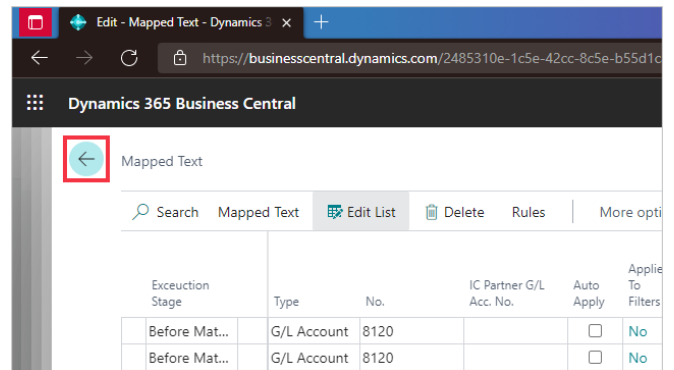 Edit - Mapped Text - Dynamics 3
https://businesscentral.dynamics.com/2485310e-1c5e-42cc-8c5e-b55d1c
Dynamics 365 Business Central
Mapped Text
Search Mapped Text Edit List Delete Rules More opti
Exceuction Stage Type No. IC Partner G/L Acc. No. Auto Apply Applie To Filters
Before Mat... G/L Account 8120 No
Before Mat... G/L Account 8120 No